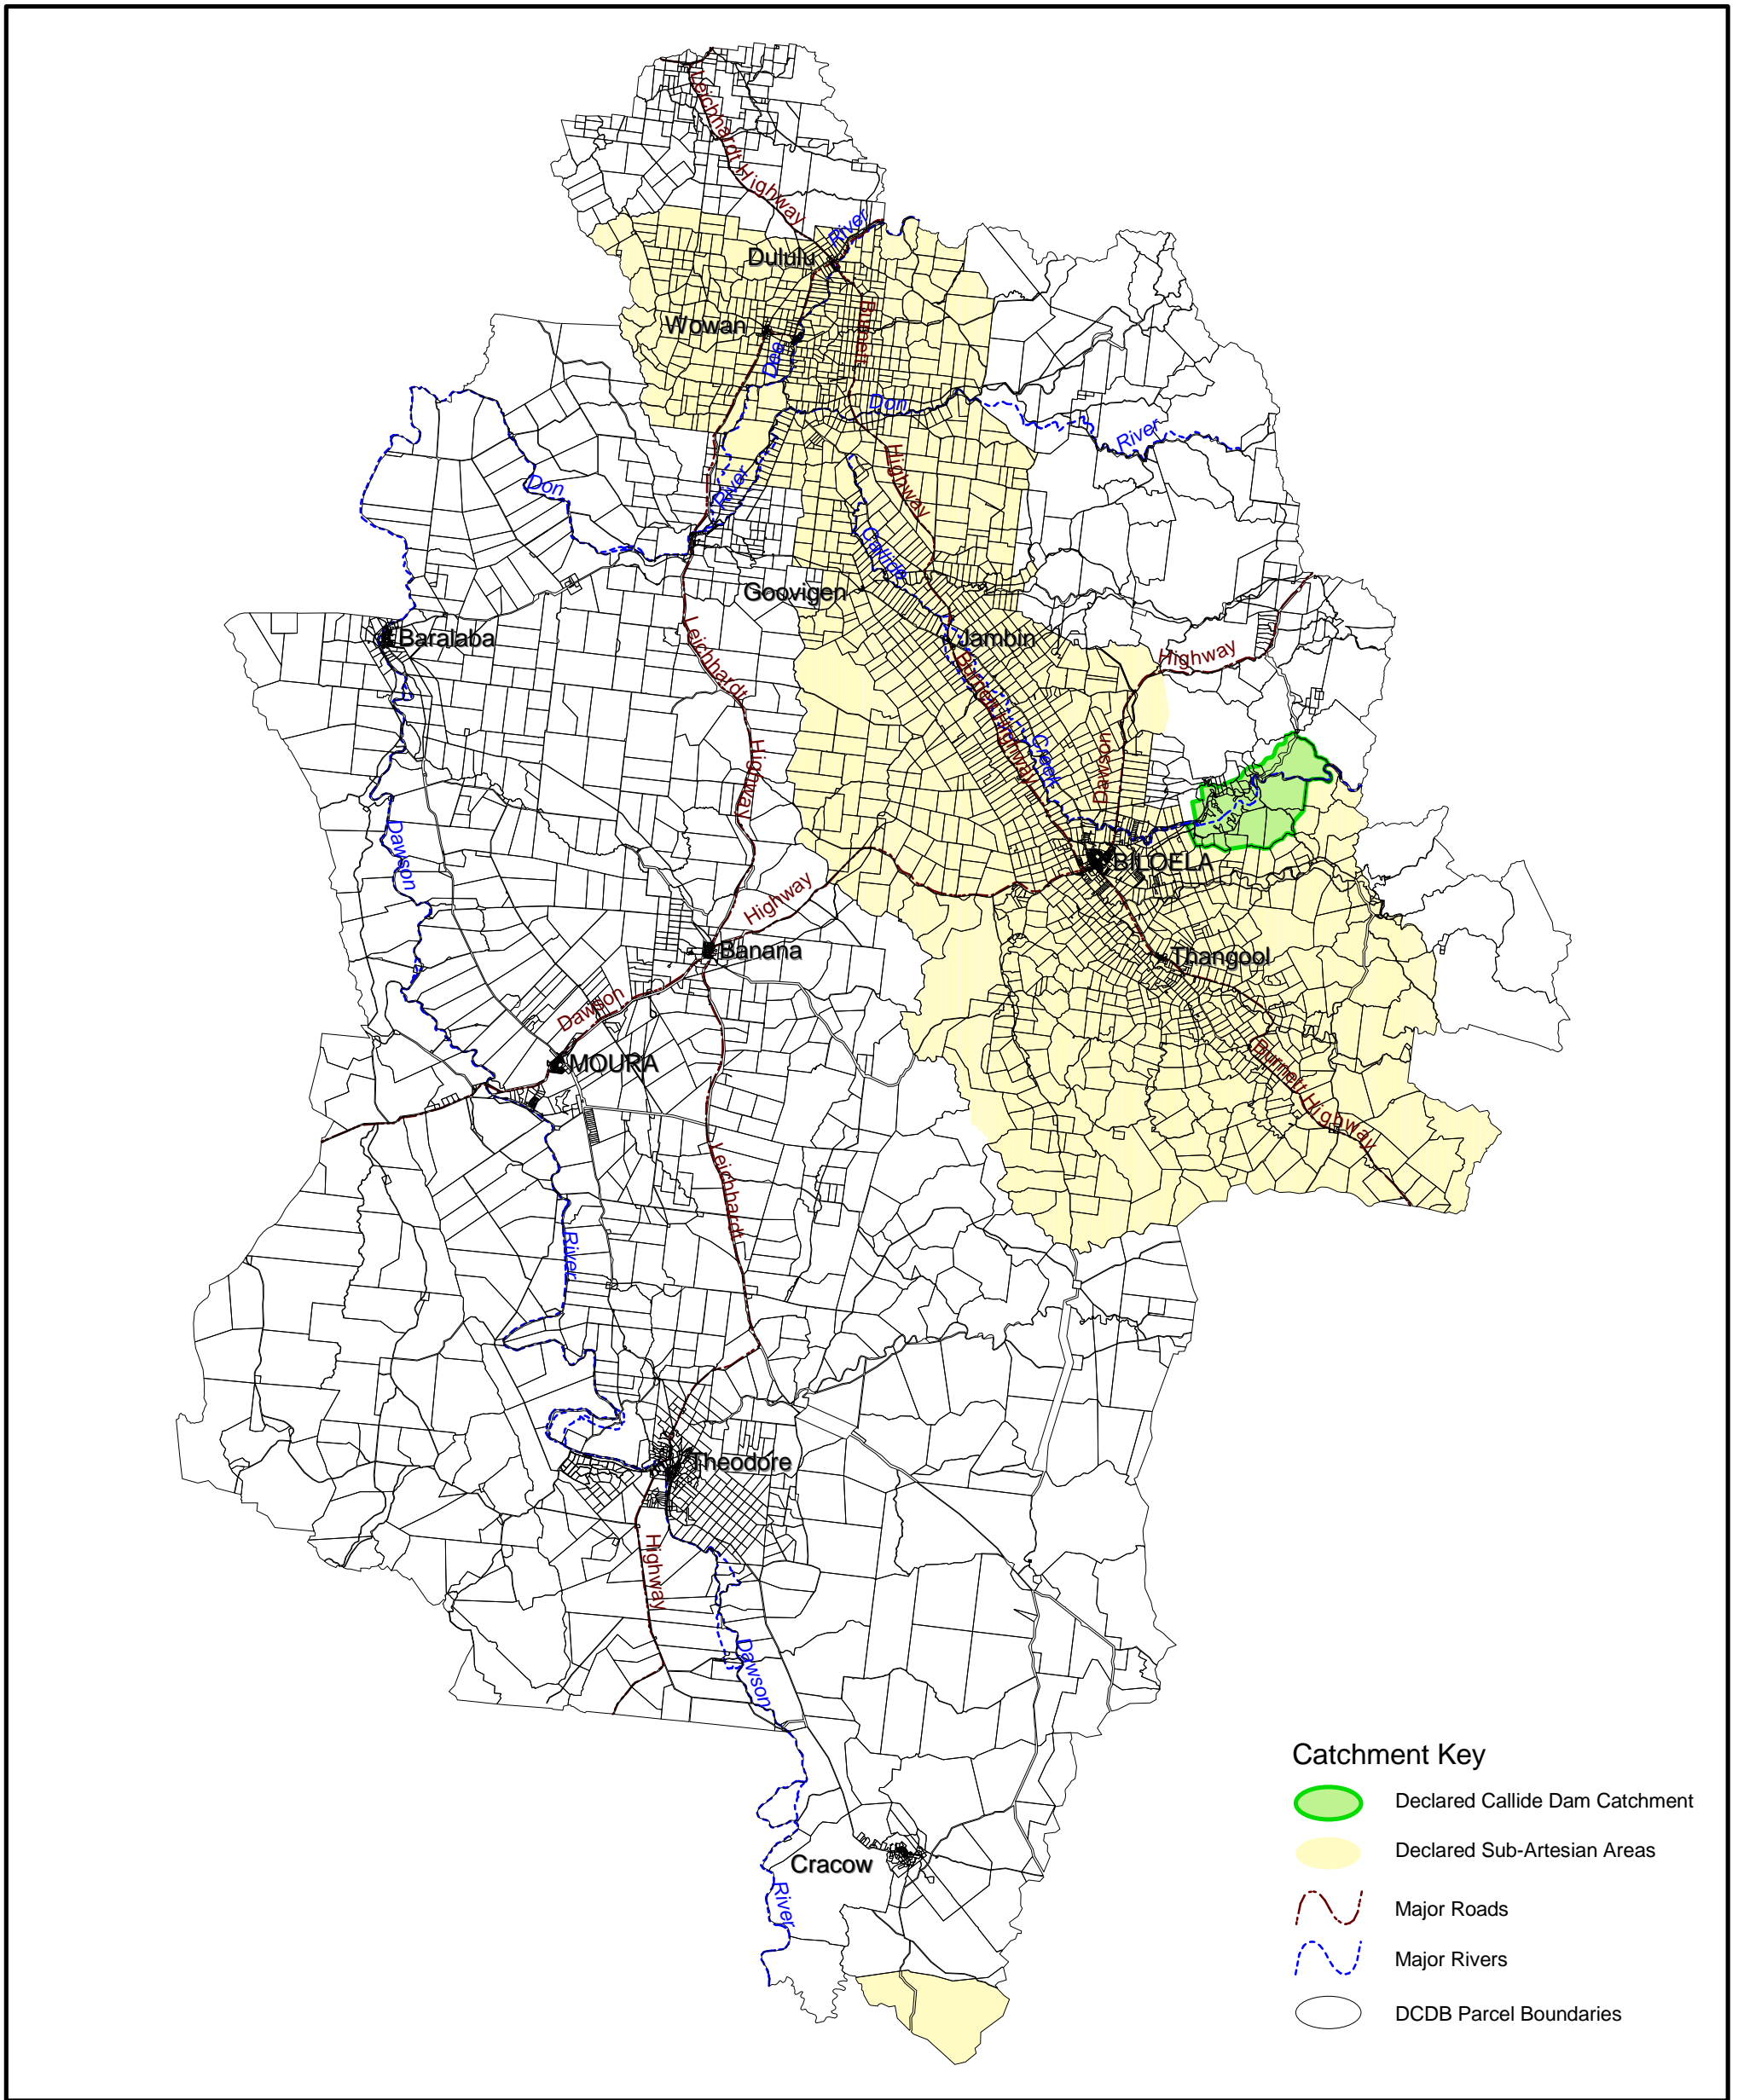 Leichhardt Highway
River
Dululu
Burnett
Wowan
Dee
Don
River
Highway
Don
River
Callide
Goovigen
Jambin
Baralaba
Leichhardt
Highway
Burnett Highway
Creek
Dawson
Highway
Dawson
BILOELA
Highway
Banana
Thangool
Dawson
MOURA
Burnett Highway
Leichhardt
River
Theodore
Highway
Dawson
Cracow
River
Catchment Key
Declared Callide Dam Catchment
Declared Sub-Artesian Areas
Major Roads
Major Rivers
DCDB Parcel Boundaries